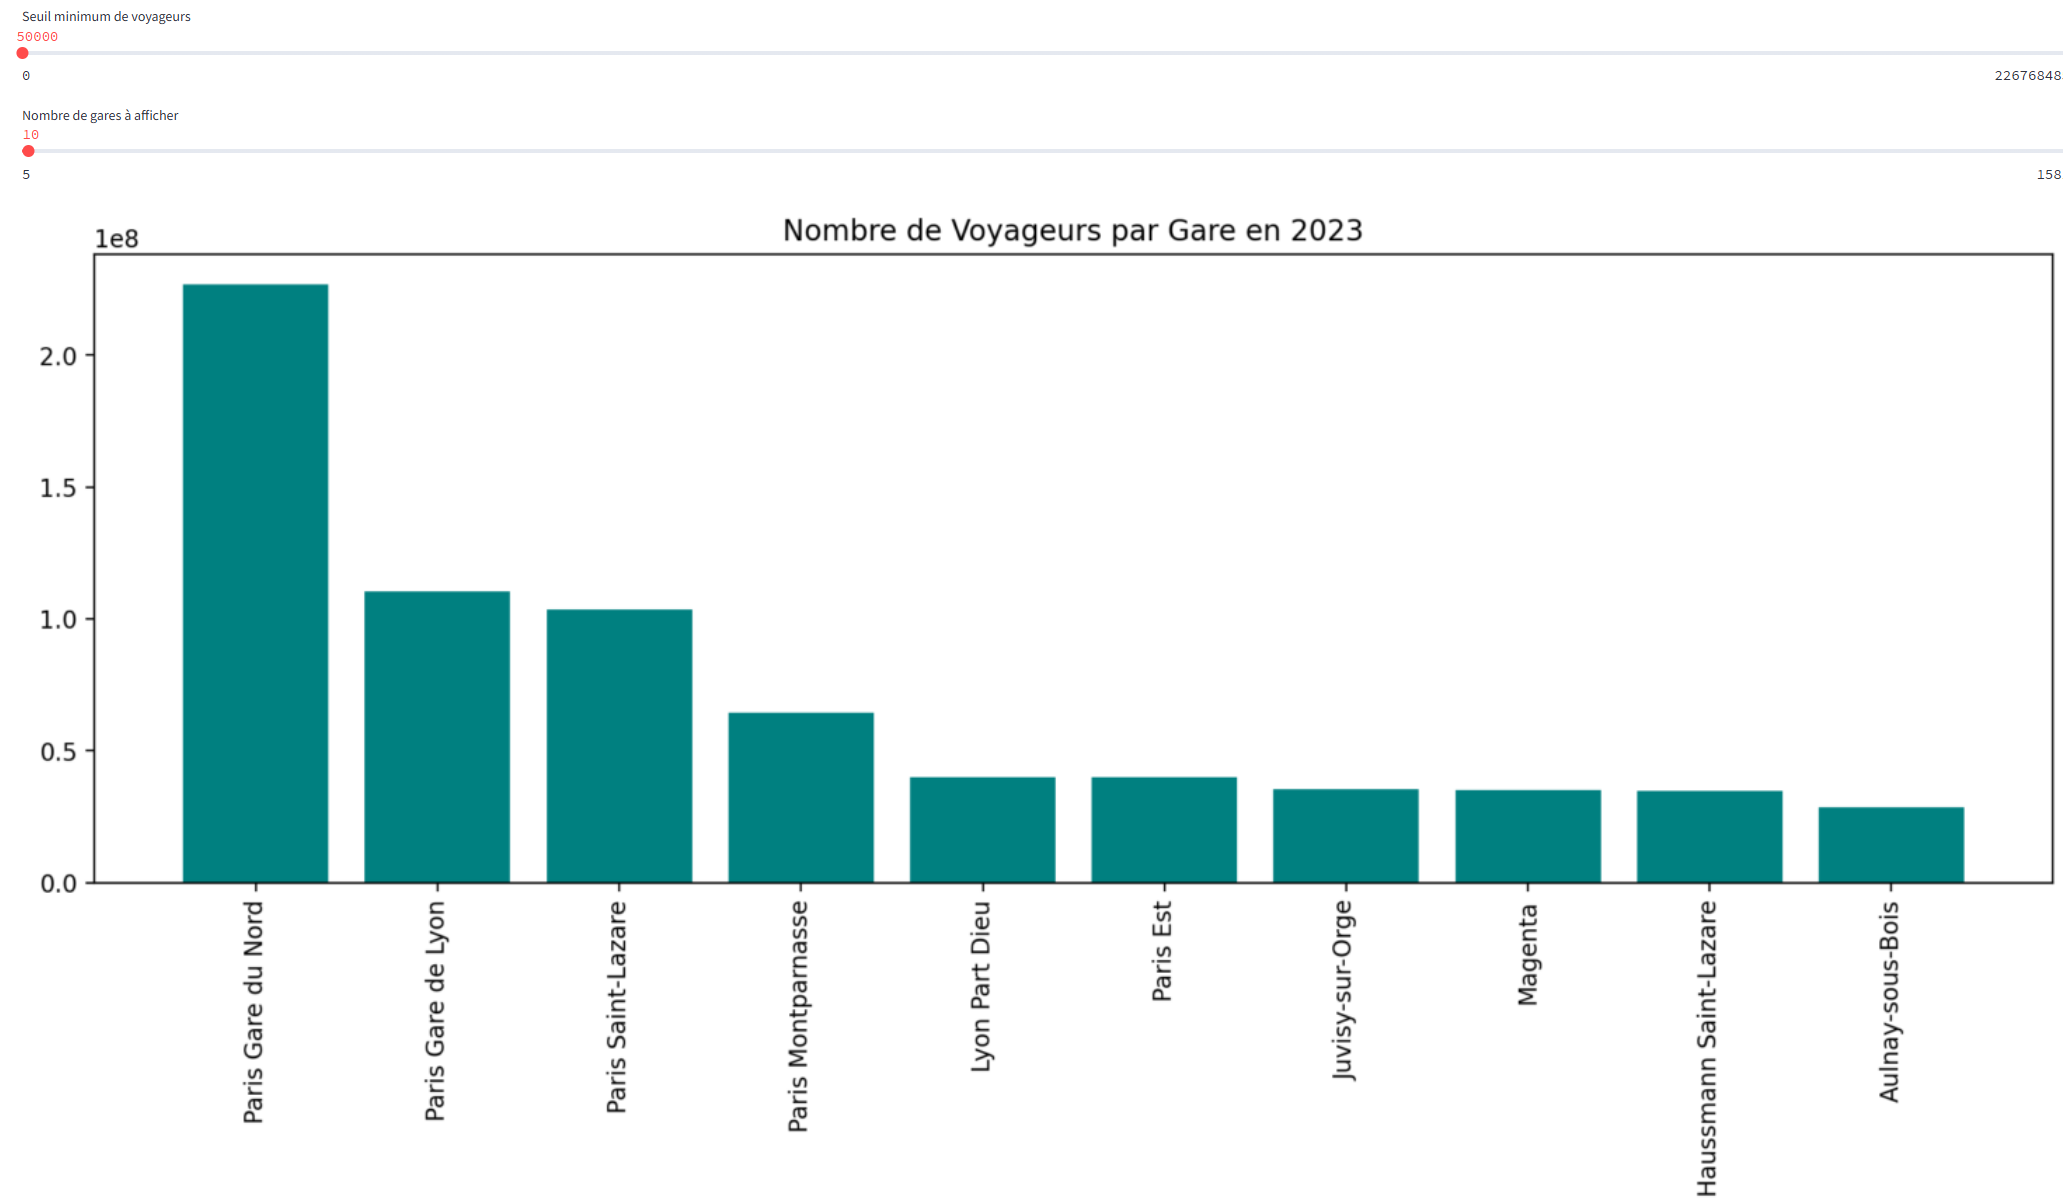 Seuil minimum de voyageurs
50000
0 22676848
Nombre de gares à afficher
10
5 158
Nombre de Voyageurs par Gare en 2023
1e8
2.0
1.5
1.0
0.5
0.0
Paris Gare du Nord
Paris Gare de Lyon
Paris Saint-Lazare
Paris Montparnasse
Lyon Part Dieu
Paris Est
Juvisy-sur-Orge
Magenta
Haussmann Saint-Lazare
Aulnay-sous-Bois